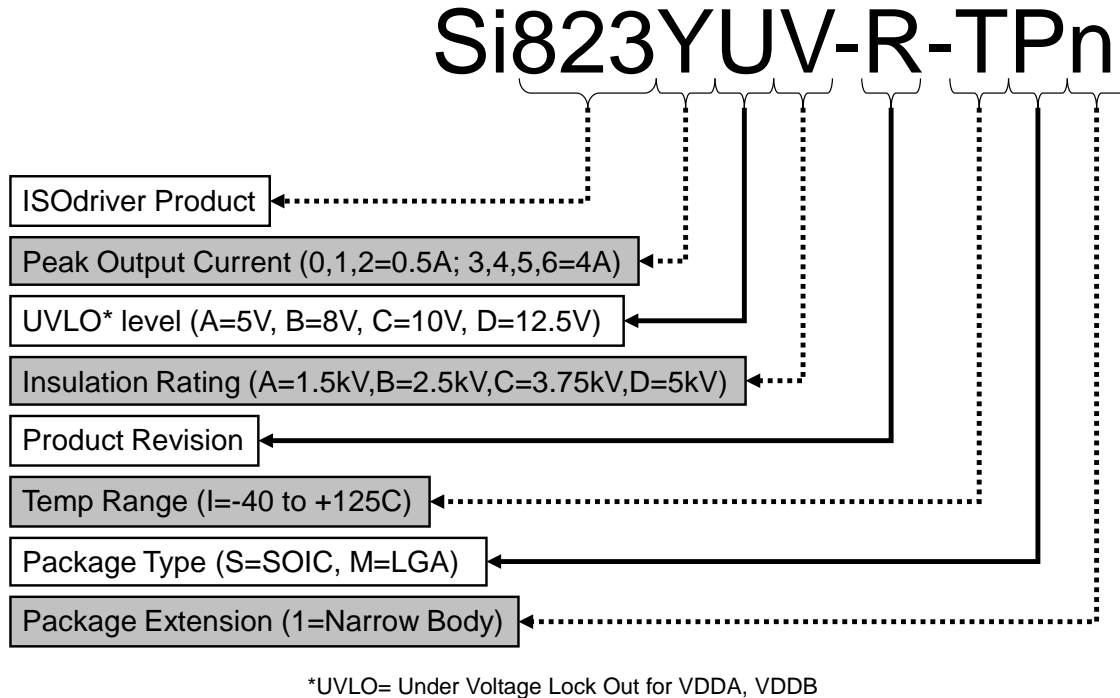 Si823YUV-R-TPn
ISOdriver Product
Peak Output Current (0,1,2=0.5A; 3,4,5,6=4A)
UVLO* level (A=5V, B=8V, C=10V, D=12.5V)
Insulation Rating (A=1.5kV,B=2.5kV,C=3.75kV,D=5kV)
Product Revision
Temp Range (I=-40 to +125C)
Package Type (S=SOIC, M=LGA)
Package Extension (1=Narrow Body)
*UVLO= Under Voltage Lock Out for VDDA, VDDB